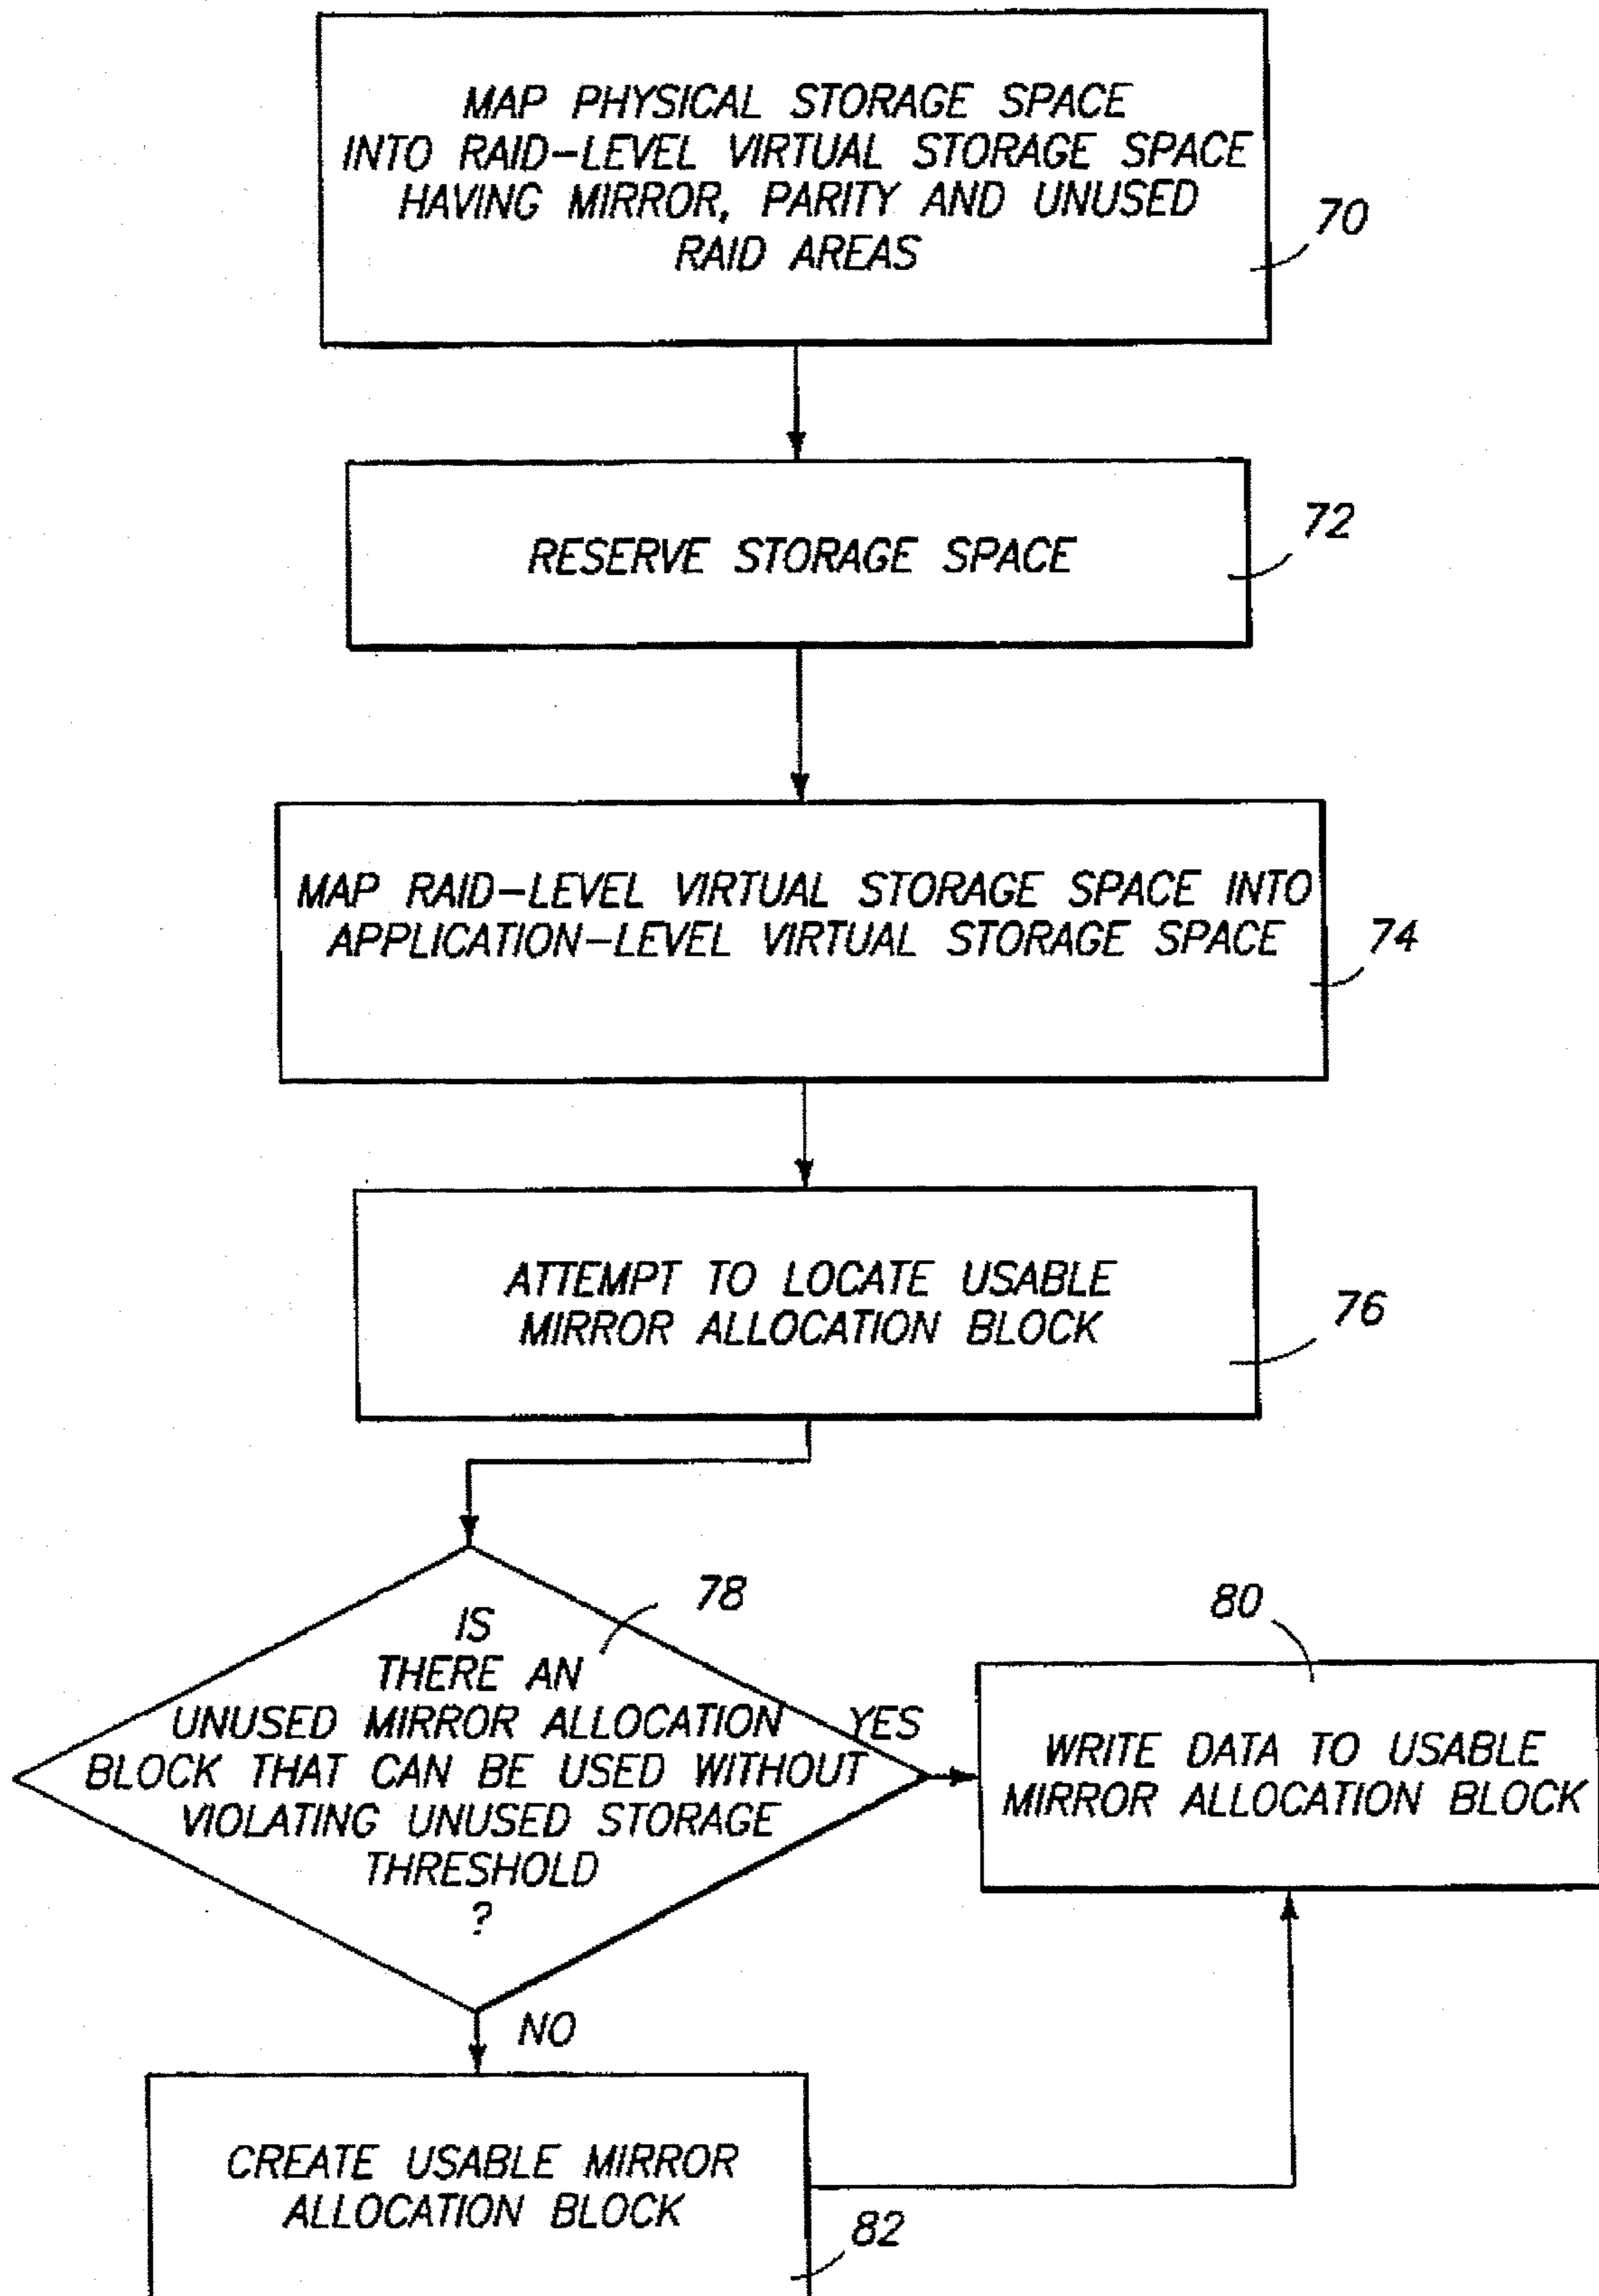 MAP PHYSICAL STORAGE SPACE
INTO RAID-LEVEL VIRTUAL STORAGE SPACE
HAVING MIRROR, PARITY AND UNUSED
RAID AREAS
70
RESERVE STORAGE SPACE
72
MAP RAID-LEVEL VIRTUAL STORAGE SPACE INTO
APPLICATION-LEVEL VIRTUAL STORAGE SPACE
74
ATTEMPT TO LOCATE USABLE
MIRROR ALLOCATION BLOCK
76
78
IS
THERE AN
UNUSED MIRROR ALLOCATION
BLOCK THAT CAN BE USED WITHOUT
VIOLATING UNUSED STORAGE
THRESHOLD
?
YES
80
WRITE DATA TO USABLE
MIRROR ALLOCATION BLOCK
NO
CREATE USABLE MIRROR
ALLOCATION BLOCK
82